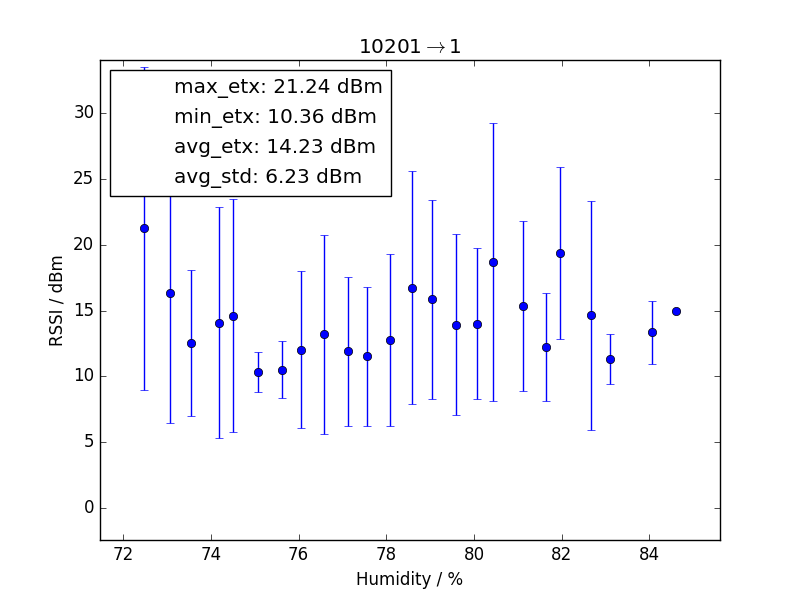 10201→1
max_etx: 21.24 dBm
min_etx: 10.36 dBm
avg_etx: 14.23 dBm
avg_std: 6.23 dBm
30
25
20
15
10
5
0
RSSI / dBm
72 74 76 78 80 82 84
Humidity / %